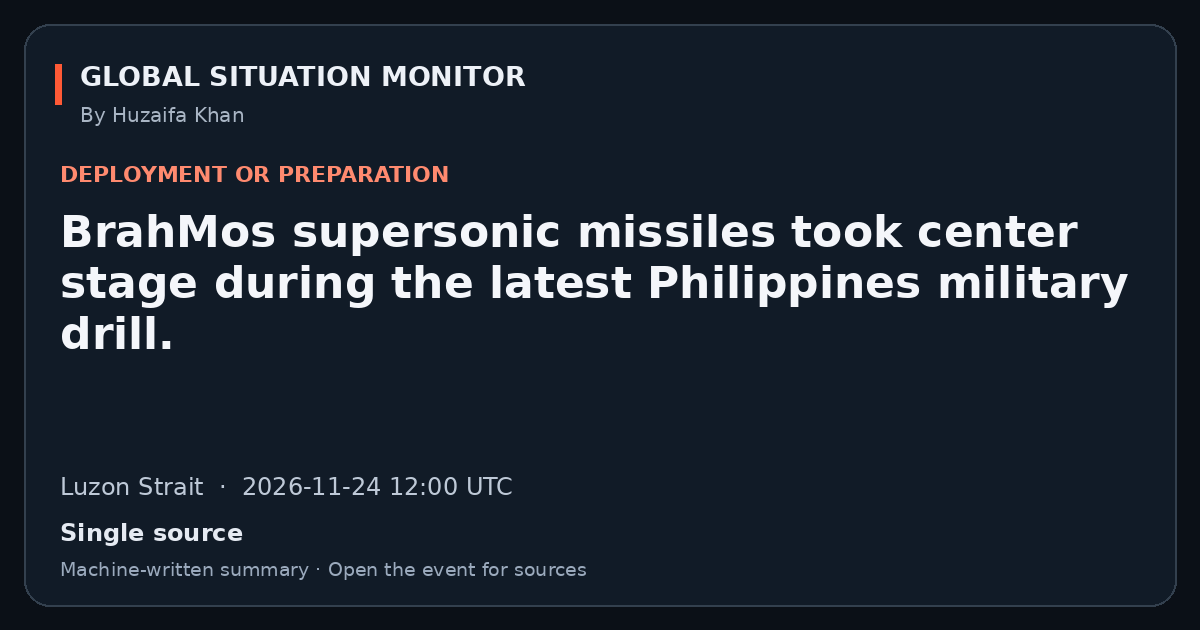 GLOBAL SITUATION MONITOR
By Huzaifa Khan
DEPLOYMENT OR PREPARATION
BrahMos supersonic missiles took center
stage during the latest Philippines military
drill.
Luzon Strait · 2026-11-24 12:00 UTC
Single source
Machine-written summary · Open the event for sources